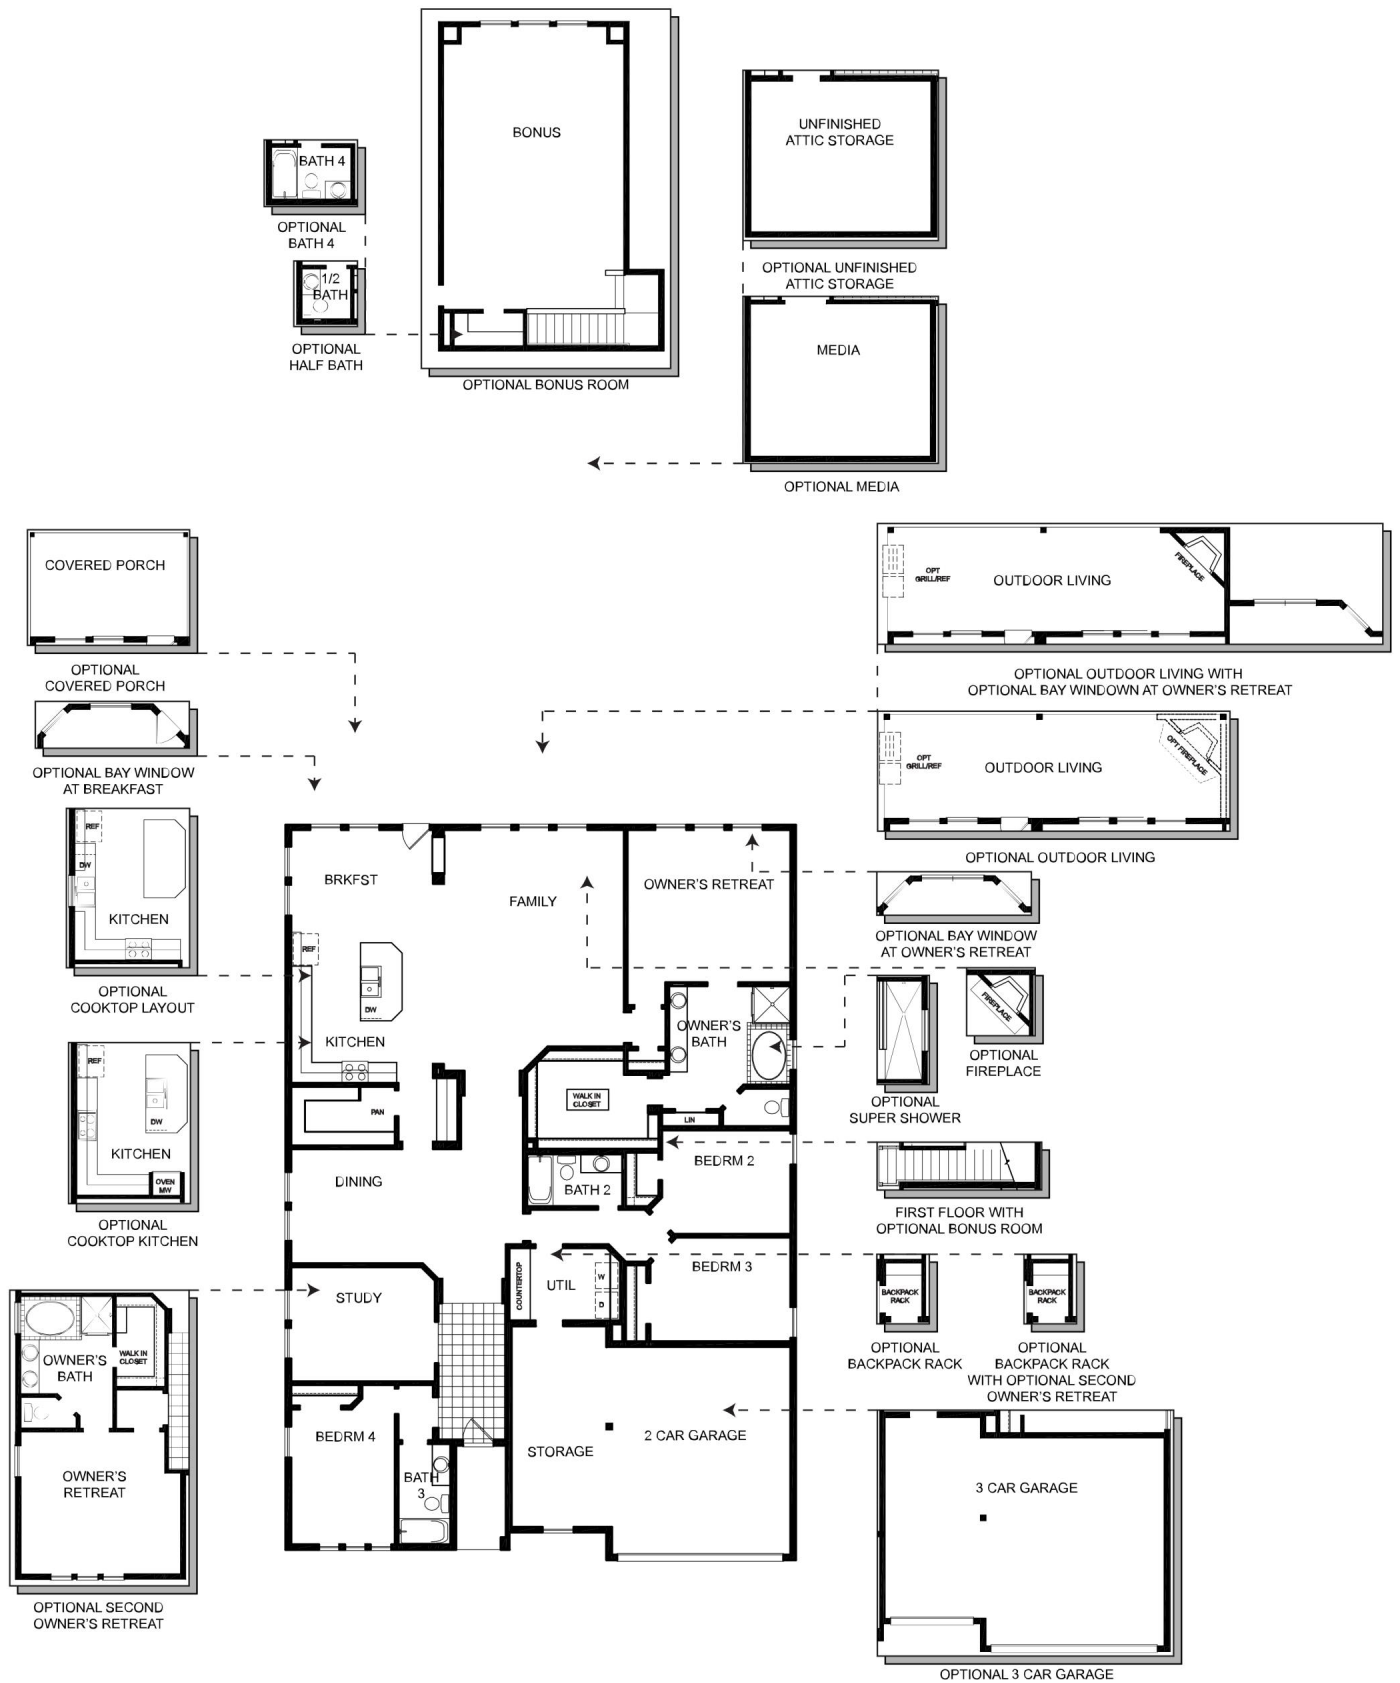 BONUS
OPTIONAL BONUS ROOM
BATH 4
OPTIONAL
BATH 4
1/2
BATH
OPTIONAL
HALF BATH
UNFINISHED
ATTIC STORAGE
OPTIONAL UNFINISHED
ATTIC STORAGE
MEDIA
OPTIONAL MEDIA
COVERED PORCH
OPTIONAL
COVERED PORCH
OPTIONAL BAY WINDOW
AT BREAKFAST
REF
DW
KITCHEN
OPTIONAL
COOKTOP LAYOUT
REF
DW
KITCHEN
OVEN
MW
OPTIONAL
COOKTOP KITCHEN
OWNER'S
BATH
WALK IN
CLOSET
OWNER'S
RETREAT
OPTIONAL SECOND
OWNER'S RETREAT
BRKFST
FAMILY
OWNER'S RETREAT
REF
DW
KITCHEN
OWNER'S
BATH
WALK IN
CLOSET
PAN
LIN
DINING
BATH 2
BEDRM 2
STUDY
COUNTERTOP
UTIL
W
D
BEDRM 3
BEDRM 4
BATH
3
STORAGE
2 CAR GARAGE
OPT
GRILL/REF
OUTDOOR LIVING
FIREPLACE
OPTIONAL OUTDOOR LIVING WITH
OPTIONAL BAY WINDOWN AT OWNER'S RETREAT
OPT
GRILL/REF
OUTDOOR LIVING
OPT FIREPLACE
OPTIONAL OUTDOOR LIVING
OPTIONAL BAY WINDOW
AT OWNER'S RETREAT
OPTIONAL
SUPER SHOWER
FIREPLACE
OPTIONAL
FIREPLACE
FIRST FLOOR WITH
OPTIONAL BONUS ROOM
BACKPACK
RACK
OPTIONAL
BACKPACK RACK
BACKPACK
RACK
OPTIONAL
BACKPACK RACK
WITH OPTIONAL SECOND
OWNER'S RETREAT
3 CAR GARAGE
OPTIONAL 3 CAR GARAGE